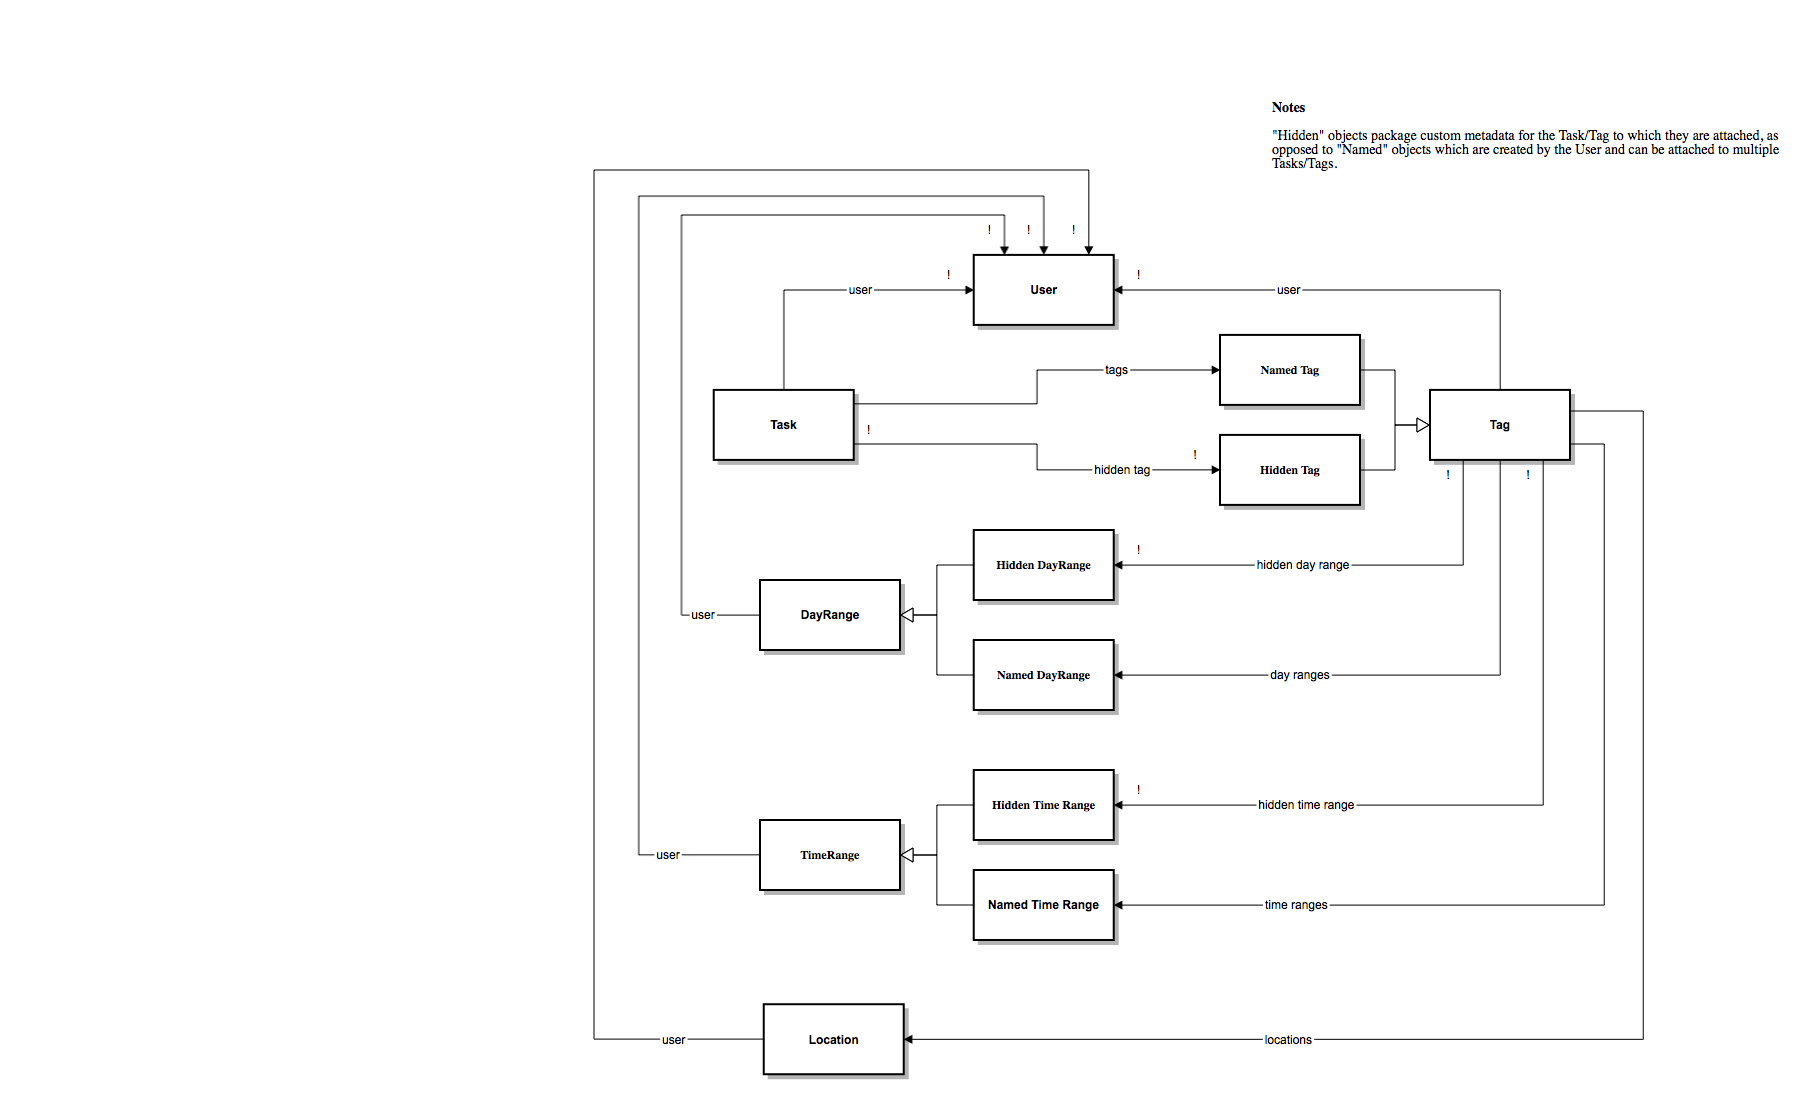 Notes
"Hidden" objects package custom metadata for the Task/Tag to which they are attached, as
opposed to "Named" objects which are created by the User and can be attached to multiple
Tasks/Tags.
! ! !
! !
user User user
Named Tag
tags
Task Tag
!
!
hidden tag Hidden Tag
! !
!
Hidden DayRange hidden day range
DayRange
user
Named DayRange day ranges
!
Hidden Time Range hidden time range
TimeRange
user
Named Time Range time ranges
user Location locations